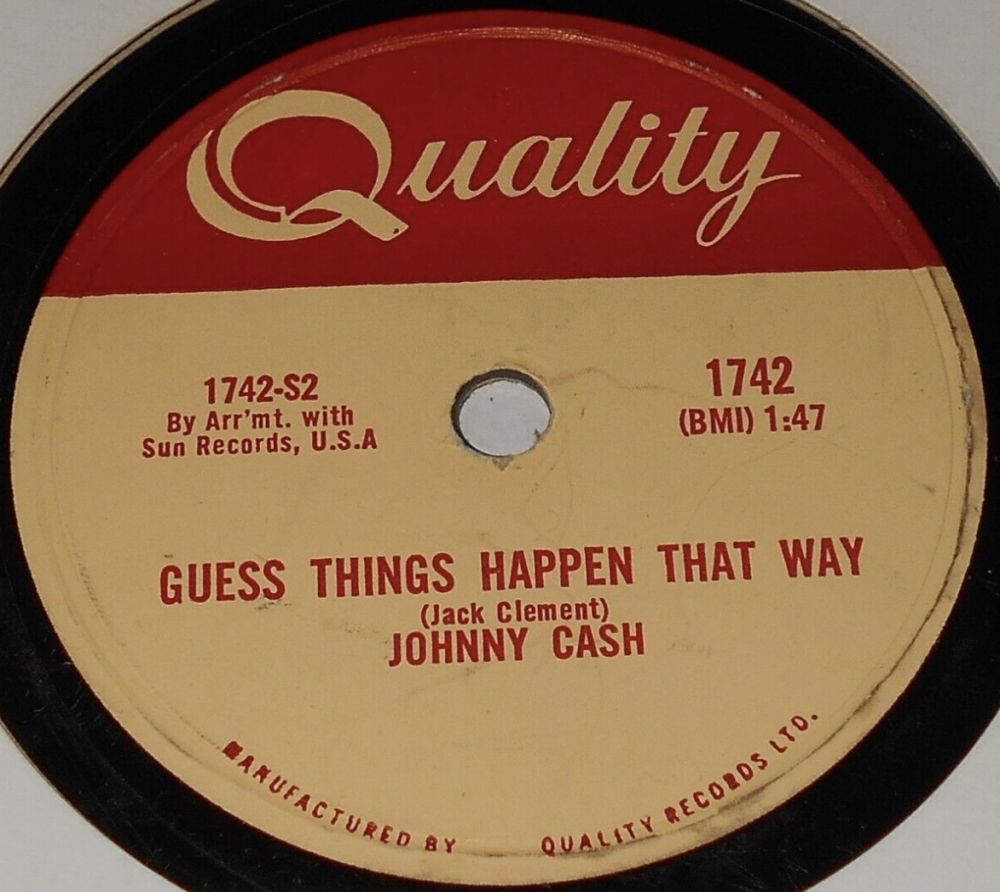 Quality
1742-S2
By Arr'mt. with
Sun Records, U.S.A
1742
(BMI) 1:47
GUESS THINGS HAPPEN THAT WAY
(Jack Clement)
JOHNNY CASH
MANUFACTURED BY QUALITY RECORDS LTD.